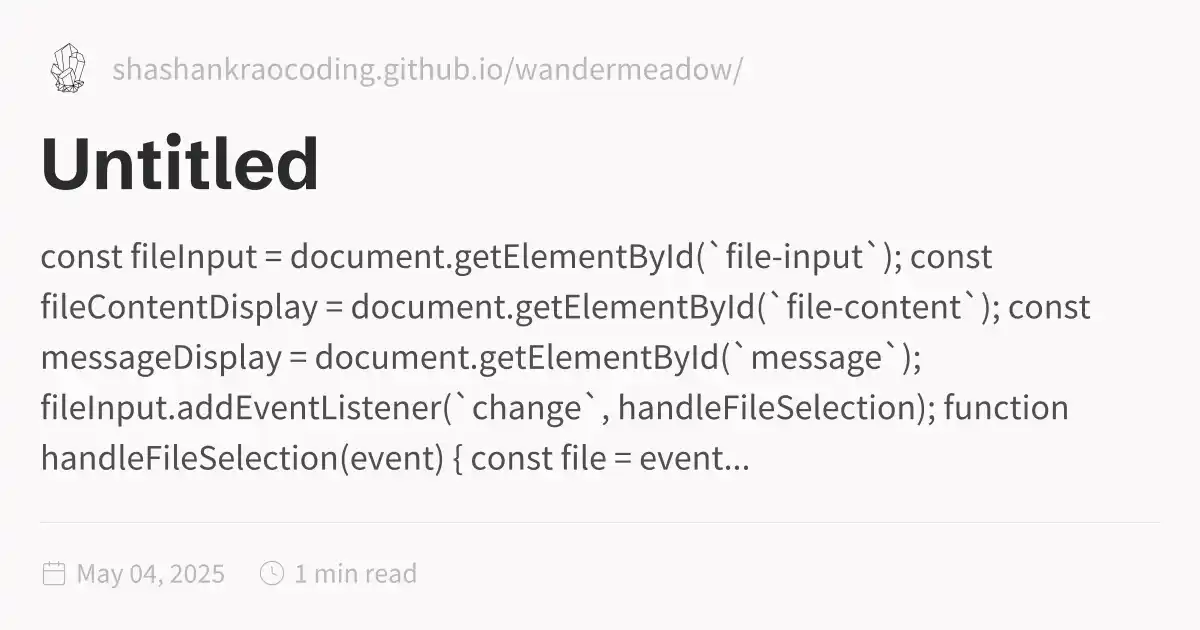 shashankraocoding.github.io/wandermeadow/
Untitled
const fileInput = document.getElementById(`file-input`); const
fileContentDisplay = document.getElementById(`file-content`); const
messageDisplay = document.getElementById(`message`);
fileInput.addEventListener(`change`, handleFileSelection); function
handleFileSelection(event) { const file = event...
May 04, 2025 1 min read